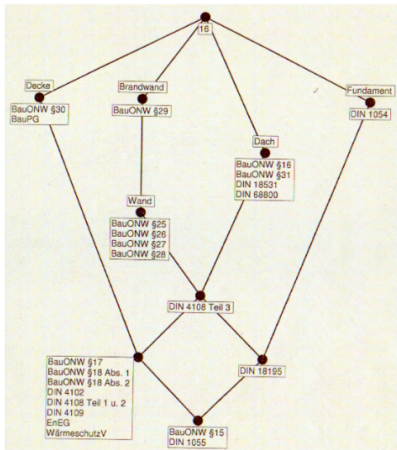 16
Decke
BauONW §30
BauPG
Brandwand
BauONW §29
Fundament
DIN 1054
Dach
BauONW §16
BauONW §31
DIN 18531
DIN 68800
Wand
BauONW §25
BauONW §26
BauONW §27
BauONW §28
DIN 4108 Teil 3
BauONW §17
BauONW §18 Abs. 1
BauONW §18 Abs. 2
DIN 4102
DIN 4108 Teil 1 u. 2
DIN 4109
EnEG
WärmeschutzV
DIN 18195
BauONW §15
DIN 1055